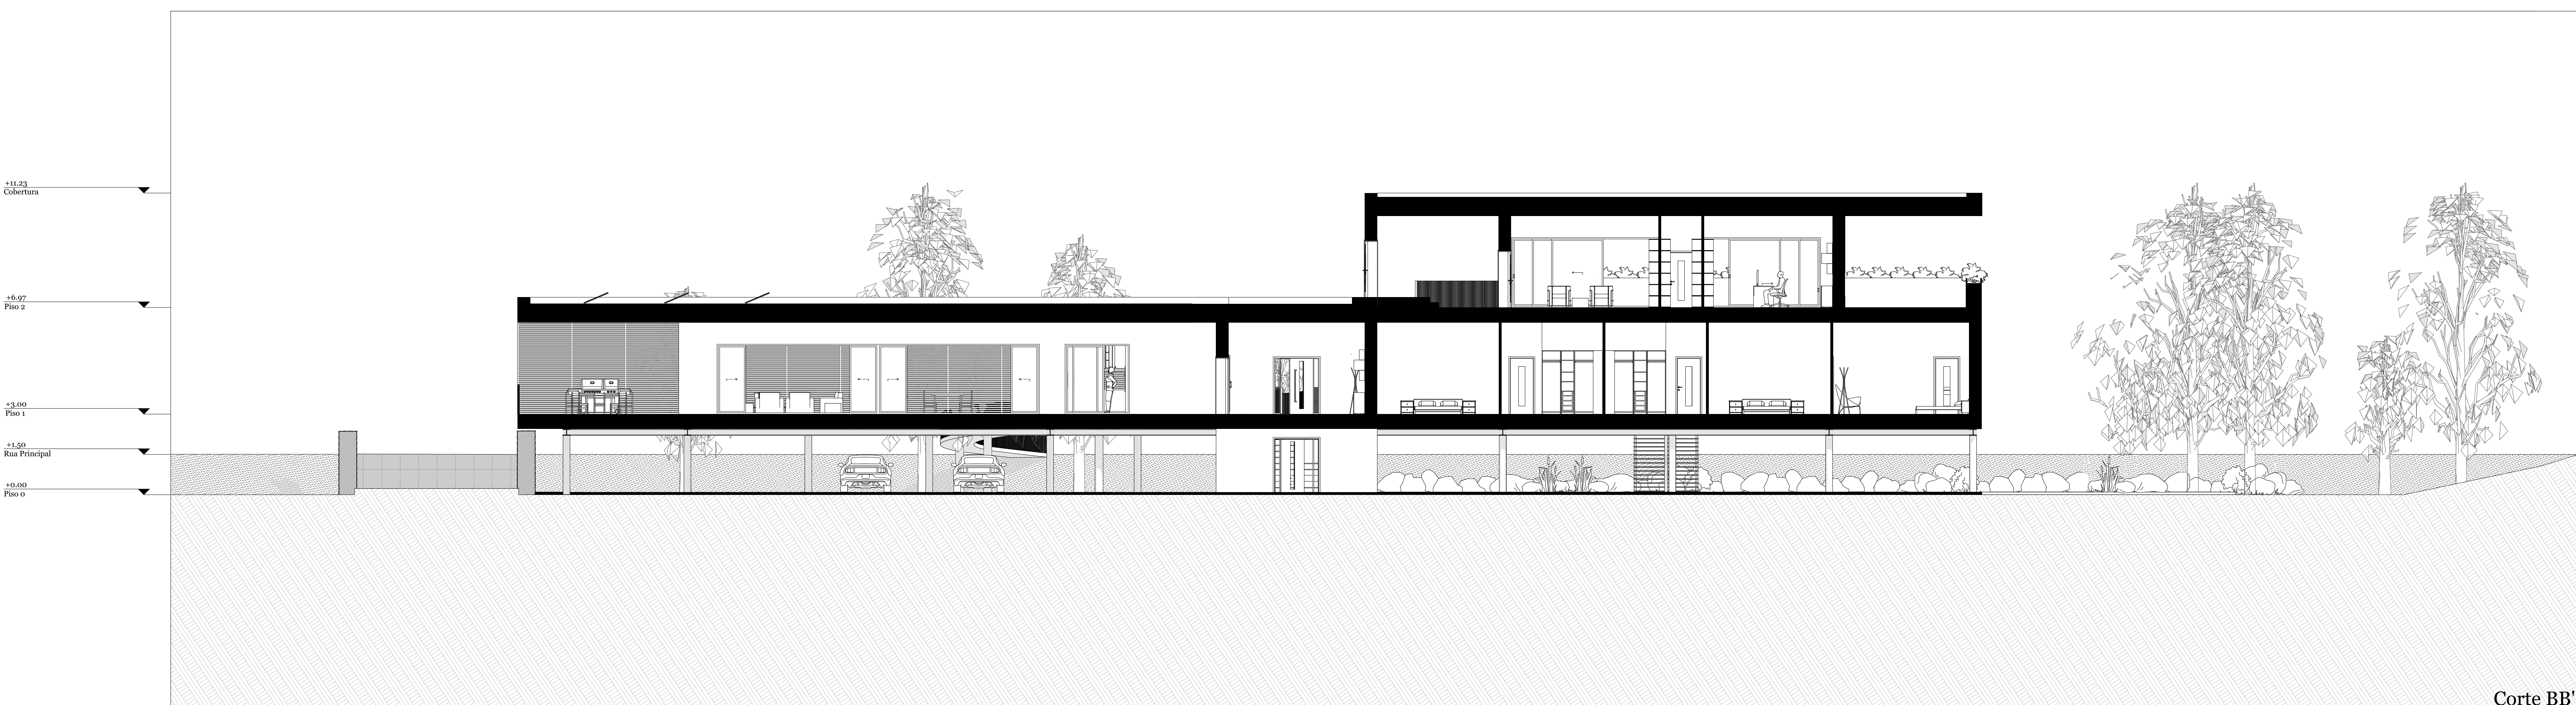 +11.23
Cobertura
+6.97
Piso 2
+3.00
Piso 1
+1.50
Rua Principal
+0.00
Piso 0
Corte BB'